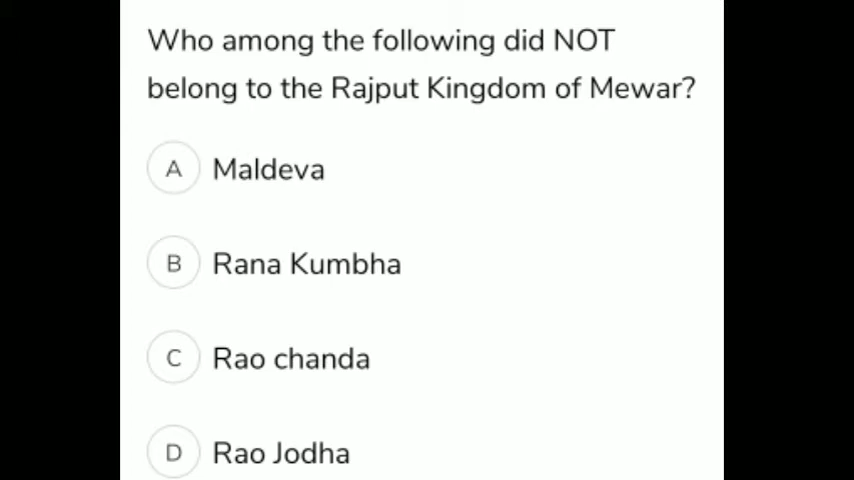 Who among the following did NOT
belong to the Rajput Kingdom of Mewar?
A Maldeva
B Rana Kumbha
C Rao chanda
D Rao Jodha